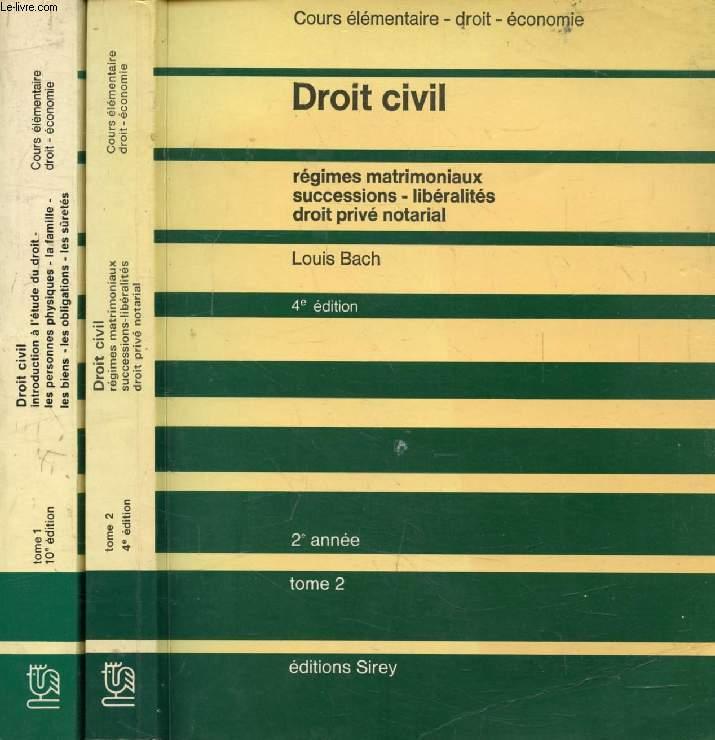 Le-livre.com
Cours élémentaire
droit - économie
Droit civil
introduction à l'étude du droit -
les personnes physiques - la famille -
les biens - les obligations - les sûretés
tome 1
10e édition
Cours élémentaire
droit - économie
Droit civil
régimes matrimoniaux
successions-libéralités
droit privé notarial
tome 2
4e édition
Cours élémentaire - droit - économie
Droit civil
régimes matrimoniaux
successions - libéralités
droit privé notarial
Louis Bach
4e édition
2e année
tome 2
éditions Sirey